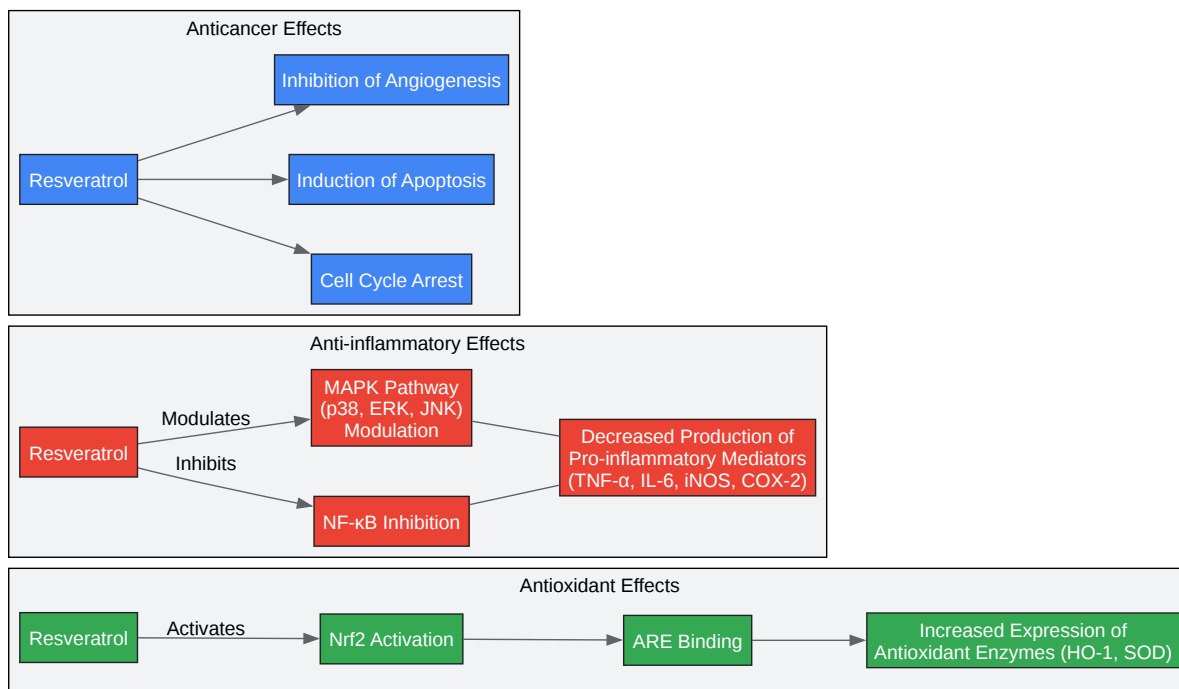 Anticancer Effects
Inhibition of Angiogenesis
Resveratrol
Induction of Apoptosis
Cell Cycle Arrest
Anti-inflammatory Effects
MAPK Pathway
(p38, ERK, JNK)
Modulation
Modulates
Resveratrol
Inhibits
NF-κB Inhibition
Decreased Production of
Pro-inflammatory Mediators
(TNF-α, IL-6, iNOS, COX-2)
Antioxidant Effects
Resveratrol
Activates
Nrf2 Activation
ARE Binding
Increased Expression of
Antioxidant Enzymes (HO-1, SOD)